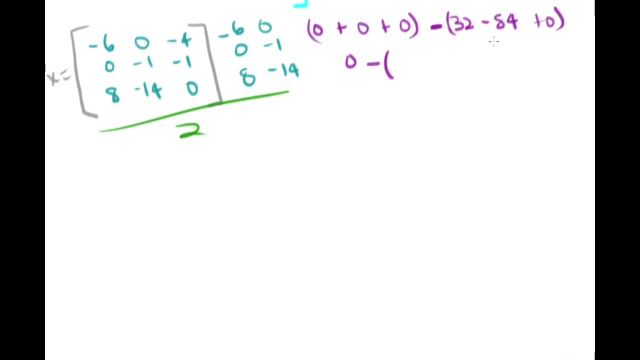 x= [ -6 0 -4 ] -6 0 (0 + 0 + 0) - (32 - 84 + 0)
0 -1 -1 0 -1 0 - (
8 -14 0 8 -14
2